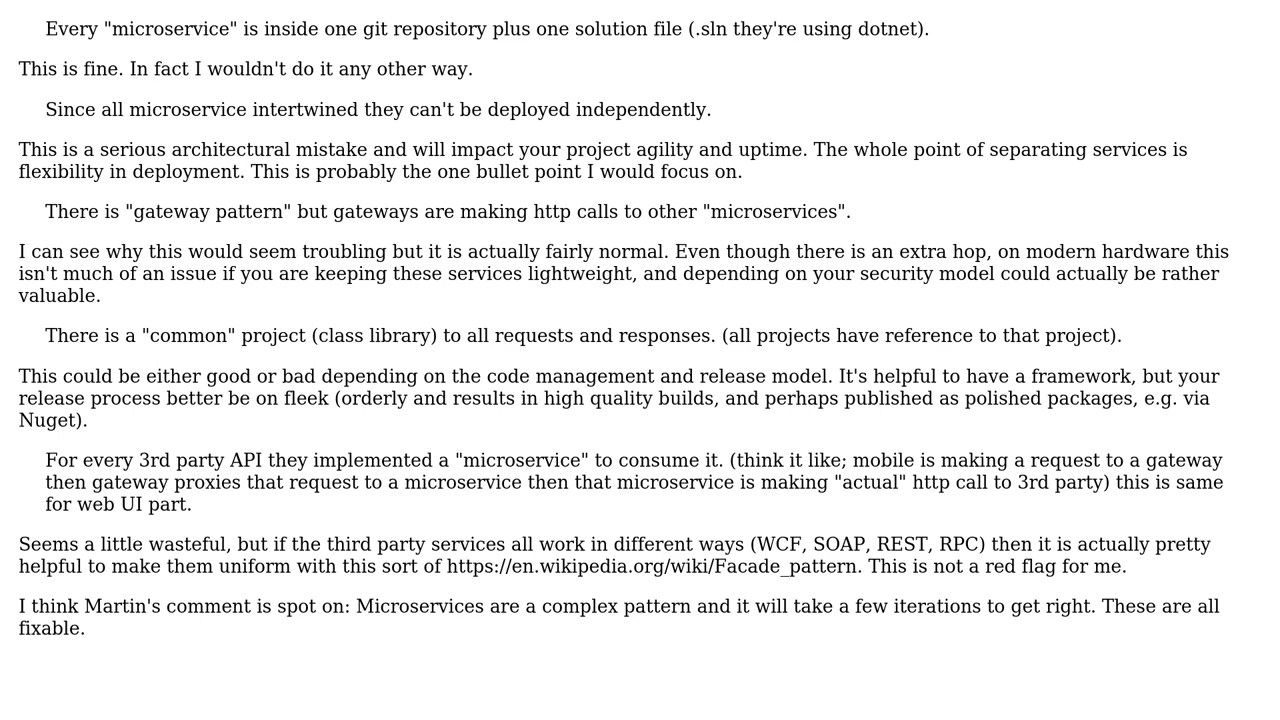 Every "microservice" is inside one git repository plus one solution file (.sln they're using dotnet).
This is fine. In fact I wouldn't do it any other way.
Since all microservice intertwined they can't be deployed independently.
This is a serious architectural mistake and will impact your project agility and uptime. The whole point of separating services is
flexibility in deployment. This is probably the one bullet point I would focus on.
There is "gateway pattern" but gateways are making http calls to other "microservices".
I can see why this would seem troubling but it is actually fairly normal. Even though there is an extra hop, on modern hardware this
isn't much of an issue if you are keeping these services lightweight, and depending on your security model could actually be rather
valuable.
There is a "common" project (class library) to all requests and responses. (all projects have reference to that project).
This could be either good or bad depending on the code management and release model. It's helpful to have a framework, but your
release process better be on fleek (orderly and results in high quality builds, and perhaps published as polished packages, e.g. via
Nuget).
For every 3rd party API they implemented a "microservice" to consume it. (think it like; mobile is making a request to a gateway
then gateway proxies that request to a microservice then that microservice is making "actual" http call to 3rd party) this is same
for web UI part.
Seems a little wasteful, but if the third party services all work in different ways (WCF, SOAP, REST, RPC) then it is actually pretty
helpful to make them uniform with this sort of https://en.wikipedia.org/wiki/Facade_pattern. This is not a red flag for me.
I think Martin's comment is spot on: Microservices are a complex pattern and it will take a few iterations to get right. These are all
fixable.